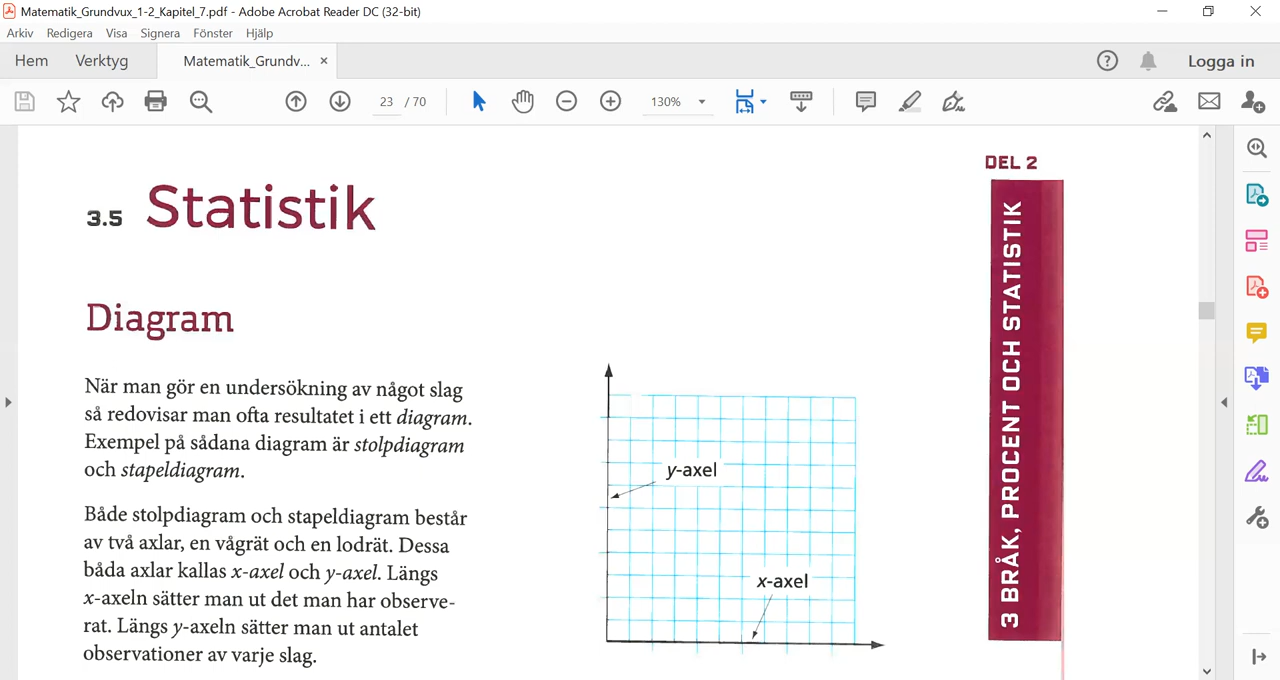 Matematik_Grundvux_1-2_Kapitel_7.pdf - Adobe Acrobat Reader DC (32-bit)
Arkiv Redigera Visa Signera Fönster Hjälp
Hem Verktyg Matematik_Grundv... × Logga in
23 / 70 130%
DEL 2
3.5 Statistik
3 BRÅK, PROCENT OCH STATISTIK
Diagram
När man gör en undersökning av något slag
så redovisar man ofta resultatet i ett diagram.
Exempel på sådana diagram är stolpdiagram
och stapeldiagram.
Både stolpdiagram och stapeldiagram består
av två axlar, en vågrät och en lodrät. Dessa
båda axlar kallas x-axel och y-axel. Längs
x-axeln sätter man ut det man har observe-
rat. Längs y-axeln sätter man ut antalet
observationer av varje slag.
y-axel
x-axel